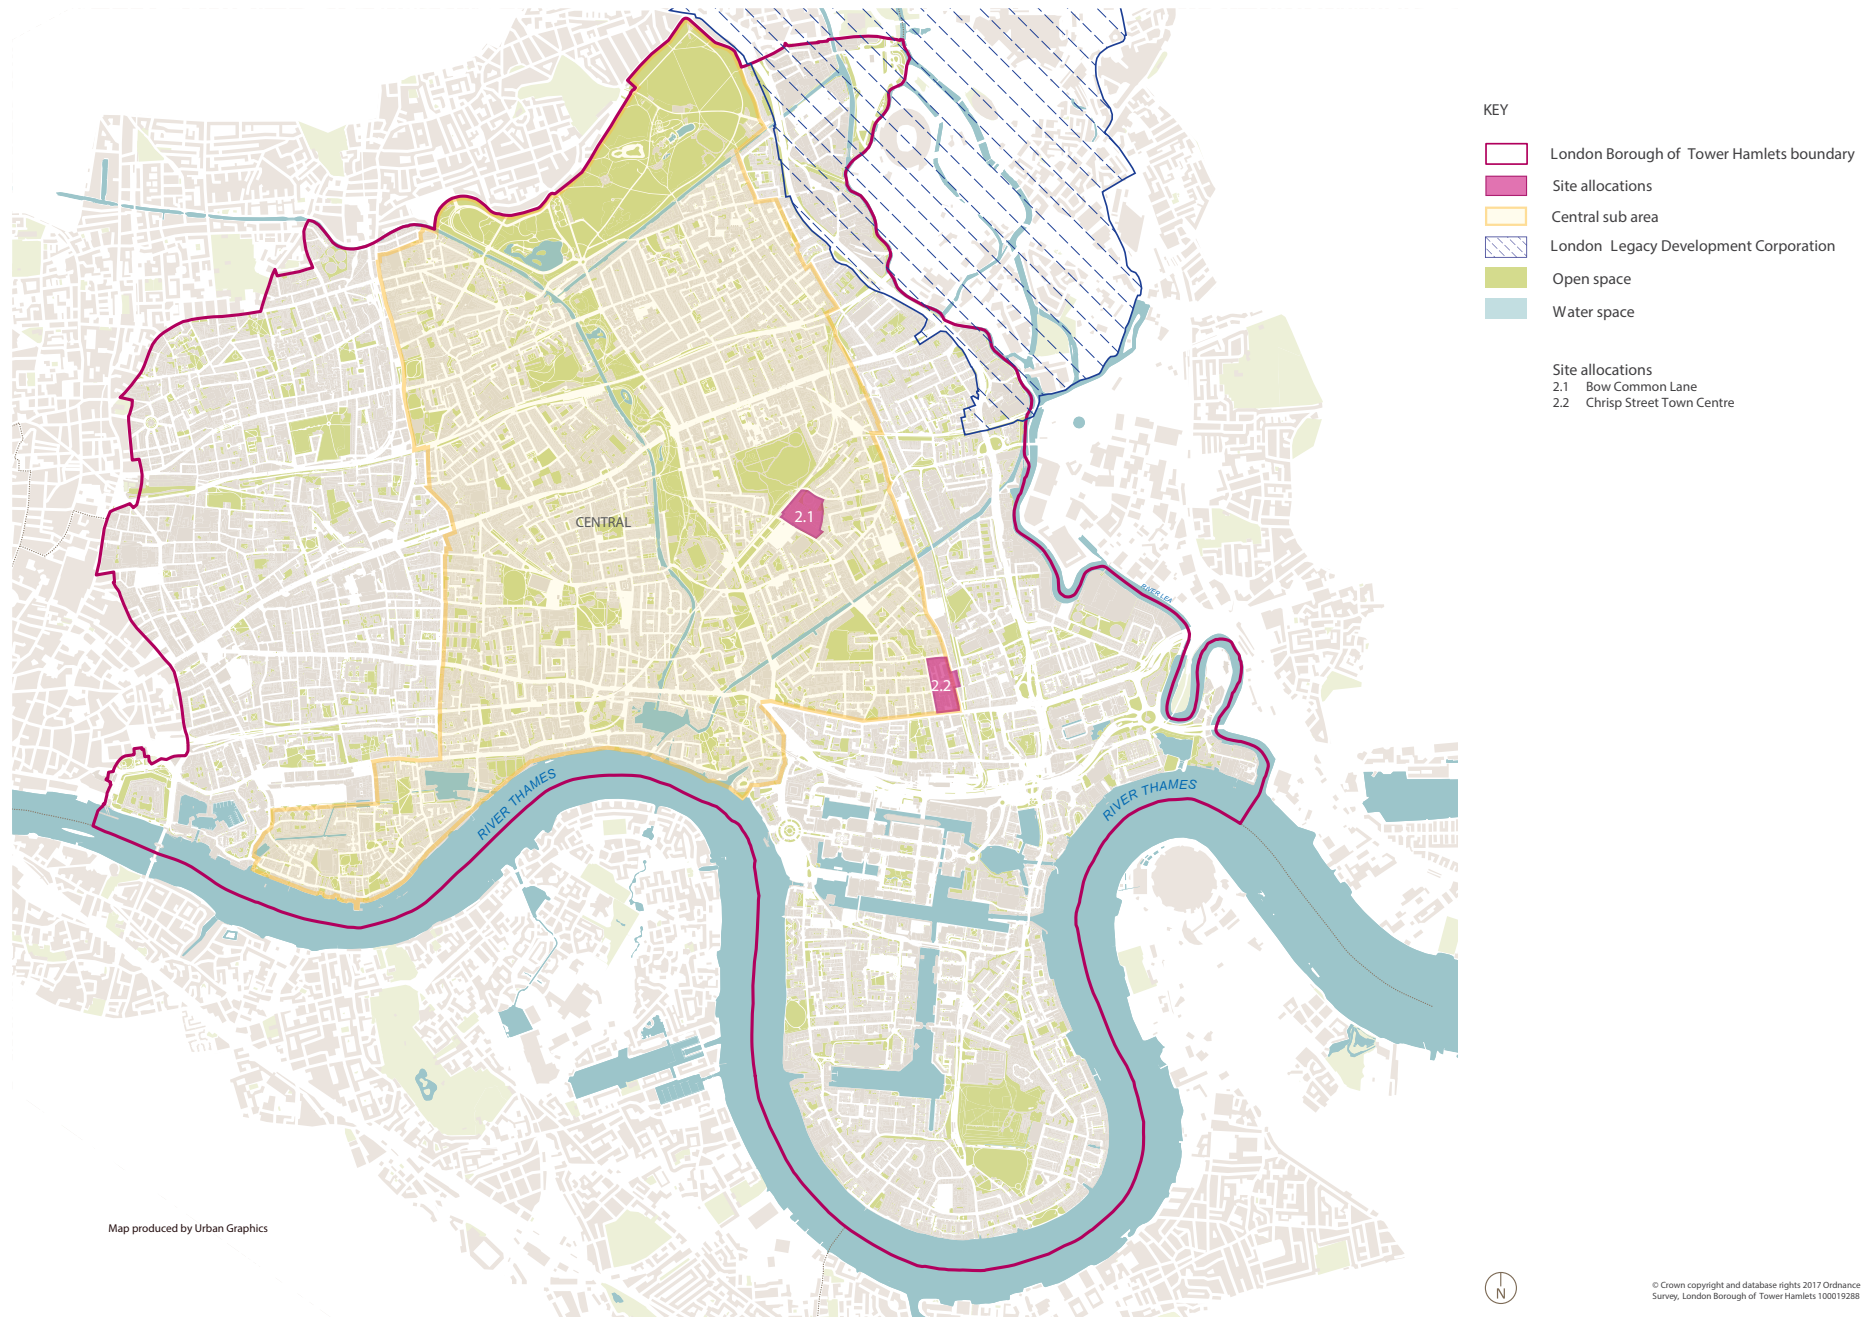 KEY
London Borough of Tower Hamlets boundary
Site allocations
Central sub area
London Legacy Development Corporation
Open space
Water space
Site allocations
2.1 Bow Common Lane
2.2 Chrisp Street Town Centre
CENTRAL
2.1
2.2
RIVER LEA
RIVER THAMES
RIVER THAMES
Map produced by Urban Graphics
N
© Crown copyright and database rights 2017 Ordnance
Survey, London Borough of Tower Hamlets 100019288